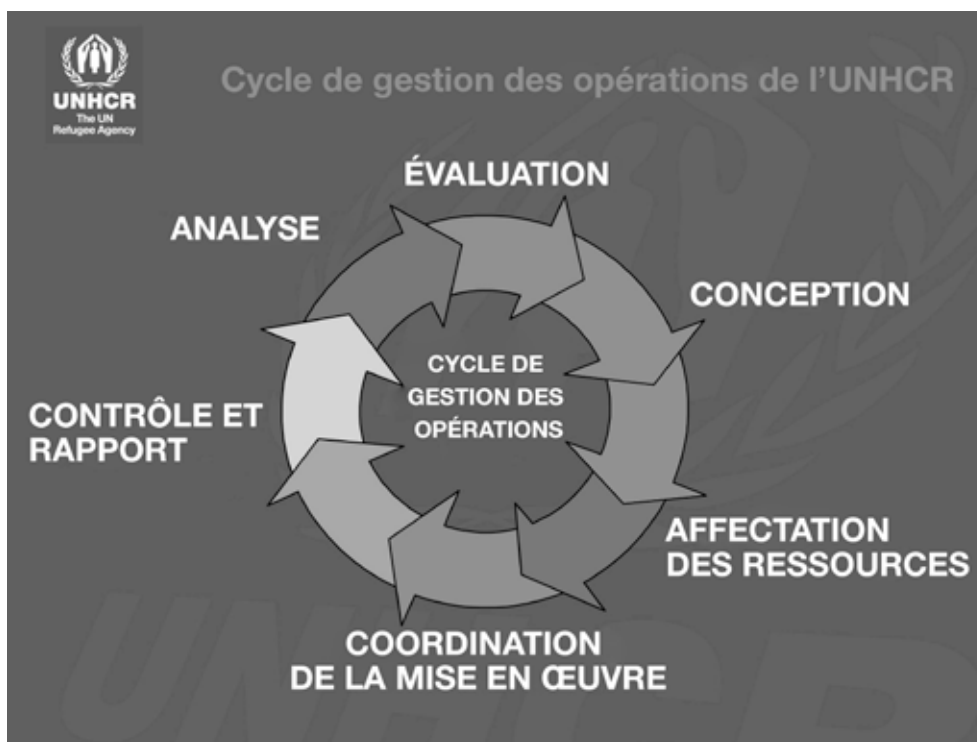 UNHCR
The UN
Refugee Agency
Cycle de gestion des opérations de l'UNHCR
ÉVALUATION
ANALYSE
CONCEPTION
CYCLE DE
GESTION DES
OPÉRATIONS
CONTRÔLE ET
RAPPORT
AFFECTATION
DES RESSOURCES
COORDINATION
DE LA MISE EN ŒUVRE
UNHCR